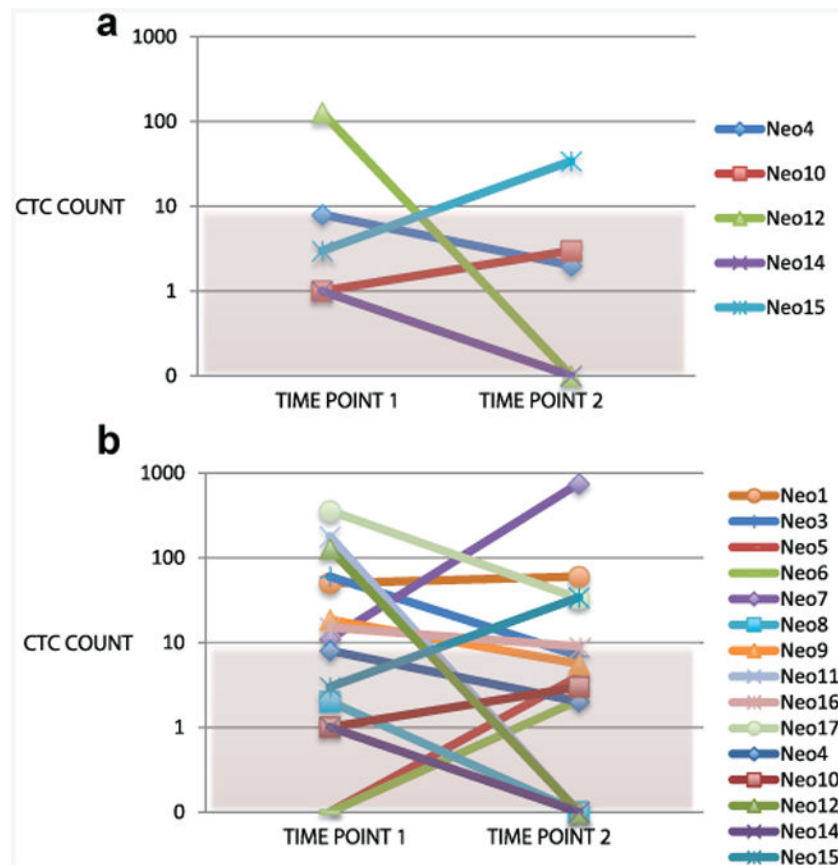 a
1000
100
CTC COUNT
10
1
0
TIME POINT 1 TIME POINT 2
Neo4
Neo10
Neo12
Neo14
Neo15
b
1000
100
CTC COUNT
10
1
0
TIME POINT 1 TIME POINT 2
Neo1
Neo3
Neo5
Neo6
Neo7
Neo8
Neo9
Neo11
Neo16
Neo17
Neo4
Neo10
Neo12
Neo14
Neo15